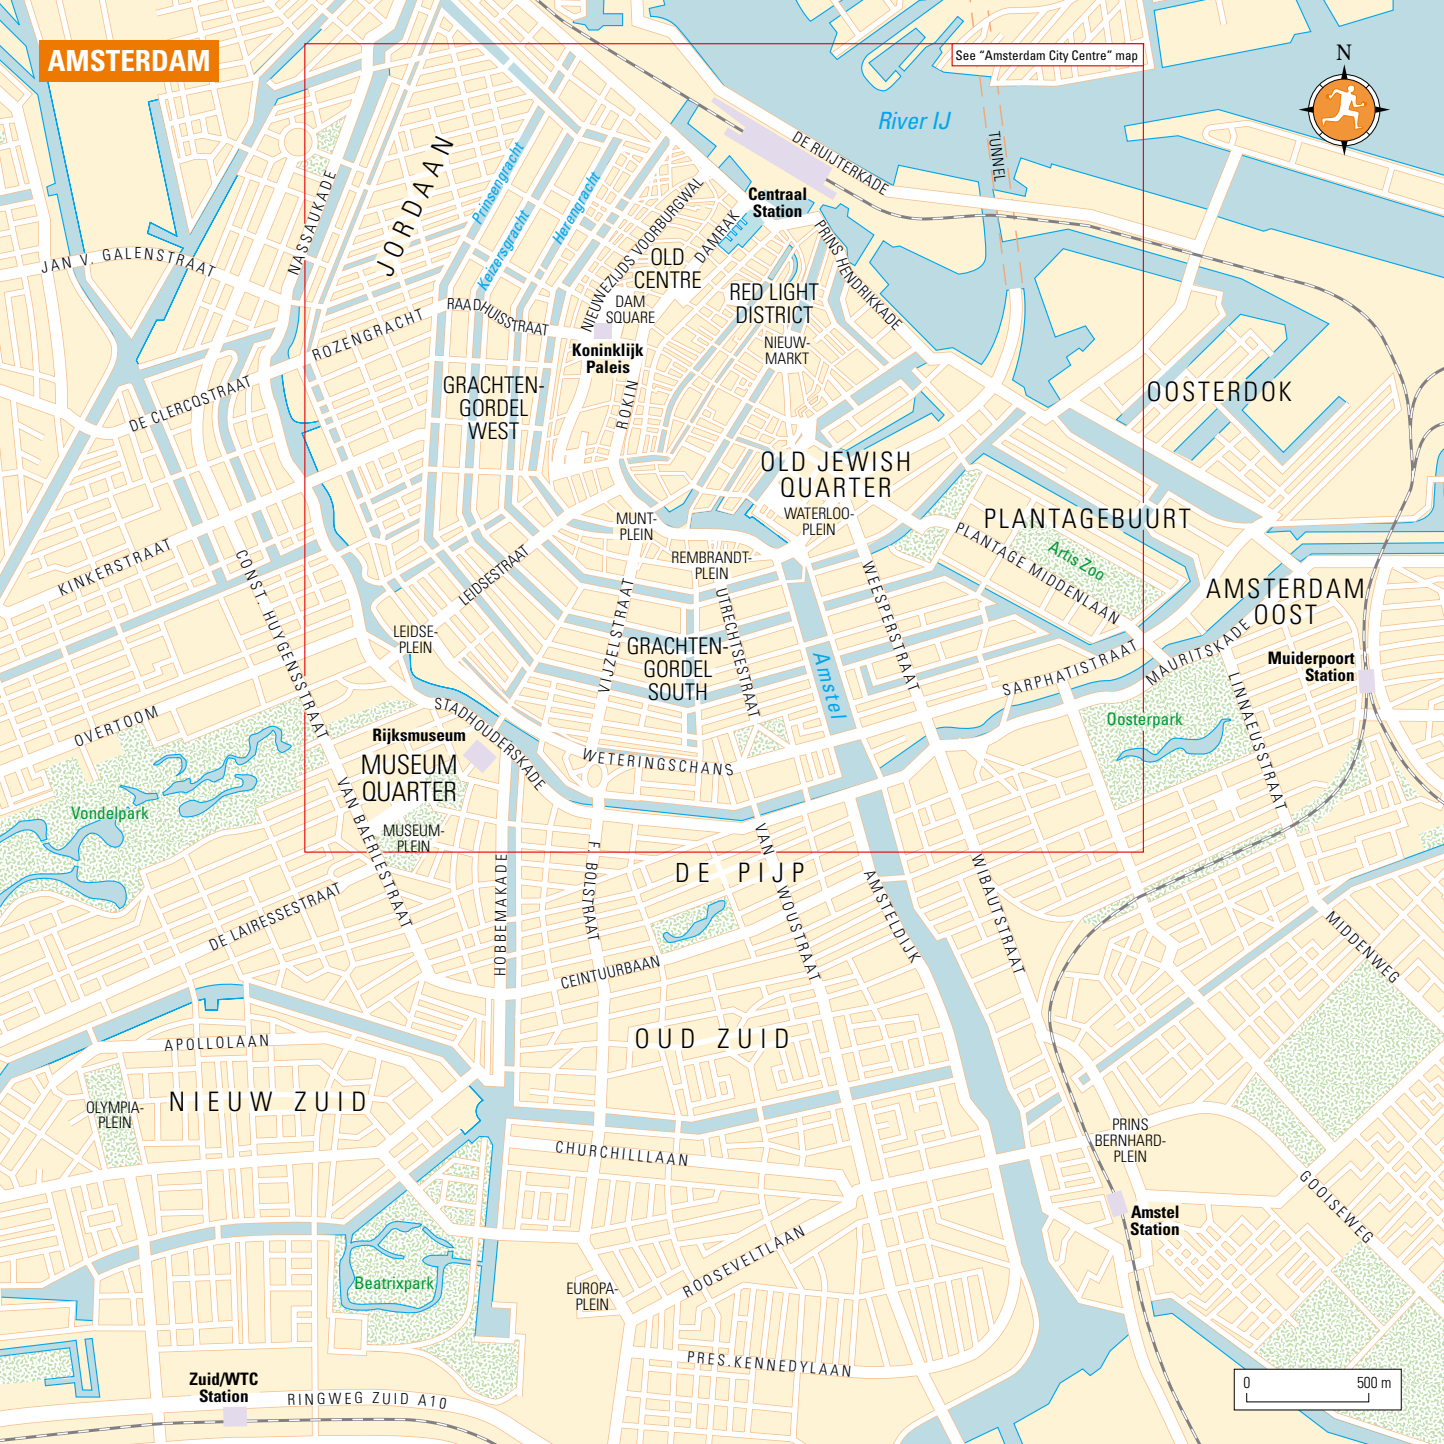 AMSTERDAM
See “Amsterdam City Centre” map
N
River IJ
TUNNEL
DE RUIJTERKADE
Centraal
Station
JORDAAN
NASSAUKADE
Prinsengracht
Keizersgracht
Herengracht
NIEUWEZIJDS VOORBURGWAL
DAMRAK
PRINS HENDRIKKADE
JAN V. GALENSTRAAT
OLD
CENTRE
DAM
SQUARE
RED LIGHT
DISTRICT
NIEUW-
MARKT
RAADHUISSTRAAT
ROZENGRACHT
Koninklijk
Paleis
ROKIN
DE CLERCQSTRAAT
GRACHTEN-
GORDEL
WEST
OOSTERDOK
OLD JEWISH
QUARTER
WATERLOO-
PLEIN
PLANTAGEBUURT
PLANTAGE MIDDENLAAN
Artis Zoo
MUNT-
PLEIN
REMBRANDT-
PLEIN
KINKERSTRAAT
CONST. HUYGENSSTRAAT
LEIDSESTRAAT
LEIDSE-
PLEIN
VIJZELSTRAAT
UTRECHTSESTRAAT
WEESPERSTRAAT
GRACHTEN-
GORDEL
SOUTH
Amstel
AMSTERDAM
OOST
MAURITSKADE
SARPHATISTRAAT
Muiderpoort
Station
LINNAEUSSTRAAT
Oosterpark
OVERTOOM
STADHOUDERSKADE
Rijksmuseum
MUSEUM
QUARTER
WETERINGSCHANS
Vondelpark
VAN BAERLESTRAAT
MUSEUM-
PLEIN
DE PIJP
HOBBEMAKADE
F. BOLSTRAAT
VAN WOUSTRAAT
AMSTELDIJK
WIBAUTSTRAAT
MIDDENWEG
DE LAIRESSESTRAAT
CEINTUURBAAN
OUD ZUID
APOLLOLAAN
NIEUW ZUID
OLYMPIA-
PLEIN
CHURCHILLLAAN
PRINS
BERNHARD-
PLEIN
GOOISEWEG
Amstel
Station
ROOSEVELTLAAN
Beatrixpark
EUROPA-
PLEIN
PRES.KENNEDYLAAN
Zuid/WTC
Station
RINGWEG ZUID A10
0 500 m